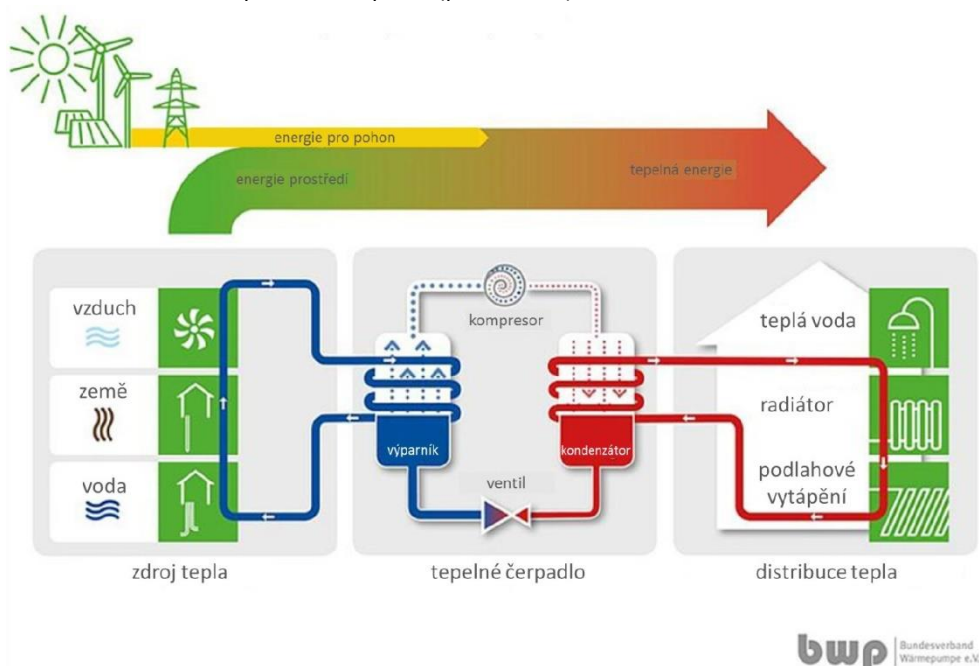 energie pro pohon
energie prostředí
tepelná energie
vzduch
země
voda
zdroj tepla
kompresor
výparník
kondenzátor
ventil
tepelné čerpadlo
teplá voda
radiátor
podlahové
vytápění
distribuce tepla
bwp
Bundesverband
Wärmepumpe e.V.